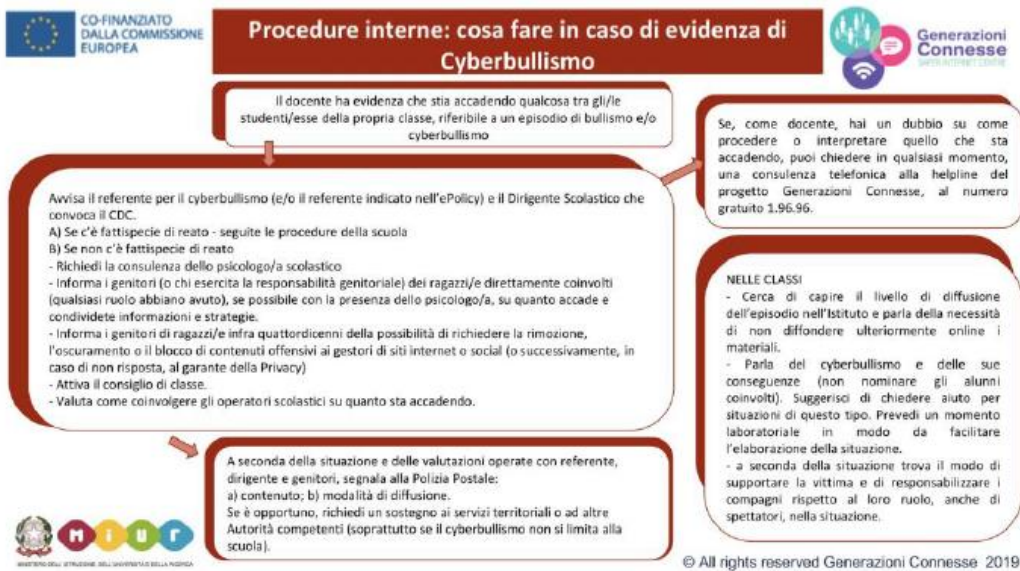 CO-FINANZIATO
DALLA COMMISSIONE
EUROPEA
Procedure interne: cosa fare in caso di evidenza di
Cyberbullismo
Generazioni
Connesse
SAFER INTERNET CENTRE
Il docente ha evidenza che stia accadendo qualcosa tra gli/le
studenti/esse della propria classe, riferibile a un episodio di bullismo e/o
cyberbullismo
Se, come docente, hai un dubbio su come
procedere o interpretare quello che sta
accadendo, puoi chiedere in qualsiasi momento,
una consulenza telefonica alla helpline del
progetto Generazioni Connesse, al numero
gratuito 1.96.96.
Avvisa il referente per il cyberbullismo (e/o il referente indicato nell'ePolicy) e il Dirigente Scolastico che
convoca il CDC.
A) Se c'è fattispecie di reato - seguite le procedure della scuola
B) Se non c'è fattispecie di reato
- Richiedi la consulenza dello psicologo/a scolastico
- Informa i genitori (o chi esercita la responsabilità genitoriale) dei ragazzi/e direttamente coinvolti
(qualsiasi ruolo abbiano avuto), se possibile con la presenza dello psicologo/a, su quanto accade e
condividete informazioni e strategie.
- Informa i genitori di ragazzi/e infra quattordicenni della possibilità di richiedere la rimozione,
l'oscuramento o il blocco di contenuti offensivi ai gestori di siti internet o social (o successivamente, in
caso di non risposta, al garante della Privacy)
- Attiva il consiglio di classe.
- Valuta come coinvolgere gli operatori scolastici su quanto sta accadendo.
NELLE CLASSI
- Cerca di capire il livello di diffusione
dell'episodio nell'Istituto e parla della necessità
di non diffondere ulteriormente online i
materiali.
- Parla del cyberbullismo e delle sue
conseguenze (non nominare gli alunni
coinvolti). Suggerisci di chiedere aiuto per
situazioni di questo tipo. Prevedi un momento
laboratoriale in modo da facilitare
l'elaborazione della situazione.
- a seconda della situazione trova il modo di
supportare la vittima e di responsabilizzare i
compagni rispetto al loro ruolo, anche di
spettatori, nella situazione.
A seconda della situazione e delle valutazioni operate con referente,
dirigente e genitori, segnala alla Polizia Postale:
a) contenuto; b) modalità di diffusione.
Se è opportuno, richiedi un sostegno ai servizi territoriali o ad altre
Autorità competenti (soprattutto se il cyberbullismo non si limita alla
scuola).
miur
MINISTERO DELL'ISTRUZIONE, DELL'UNIVERSITÀ E DELLA RICERCA
© All rights reserved Generazioni Connesse 2019